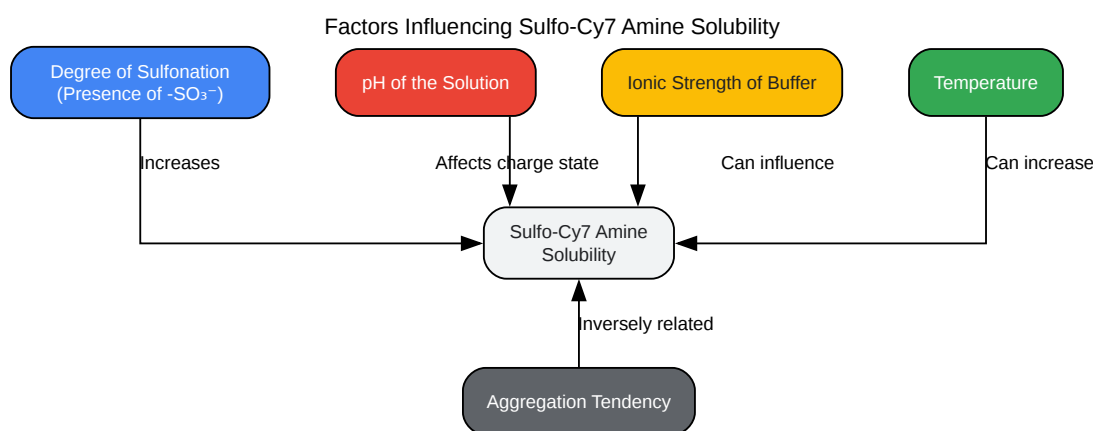 Factors Influencing Sulfo-Cy7 Amine Solubility
Degree of Sulfonation
(Presence of -SO₃⁻)
pH of the Solution
Ionic Strength of Buffer
Temperature
Increases
Affects charge state
Can influence
Can increase
Sulfo-Cy7 Amine
Solubility
Inversely related
Aggregation Tendency